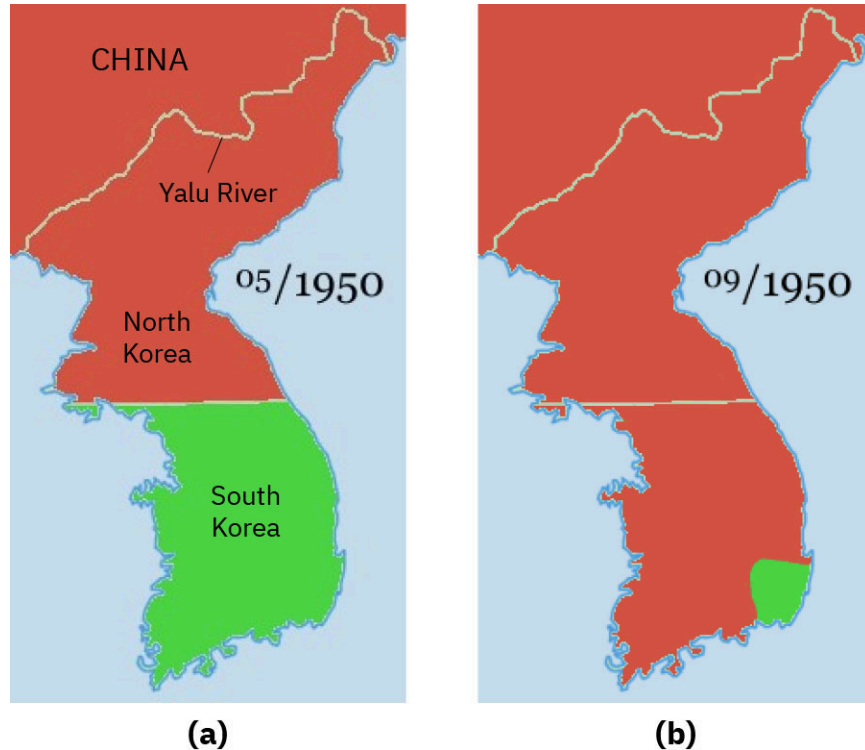 CHINA
Yalu River
05/1950
North
Korea
South
Korea
(a)
09/1950
(b)